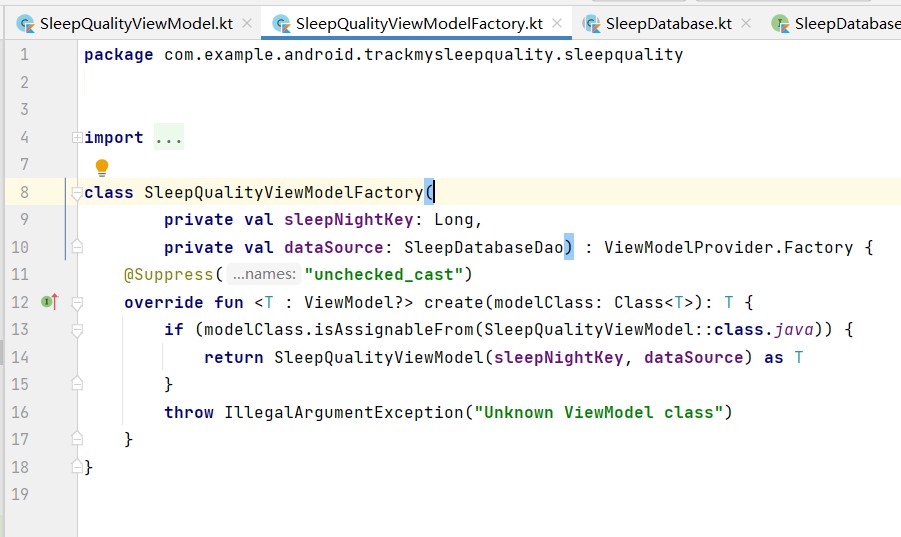 SleepQualityViewModel.kt × SleepQualityViewModelFactory.kt × SleepDatabase.kt × SleepDatabase
1 package com.example.android.trackmysleepquality.sleepquality
2
3
4 import ...
7
8 class SleepQualityViewModelFactory(
9 private val sleepNightKey: Long,
10 private val dataSource: SleepDatabaseDao) : ViewModelProvider.Factory {
11 @Suppress( ...names: "unchecked_cast")
12 override fun <T : ViewModel?> create(modelClass: Class<T>): T {
13 if (modelClass.isAssignableFrom(SleepQualityViewModel::class.java)) {
14 return SleepQualityViewModel(sleepNightKey, dataSource) as T
15 }
16 throw IllegalArgumentException("Unknown ViewModel class")
17 }
18 }
19